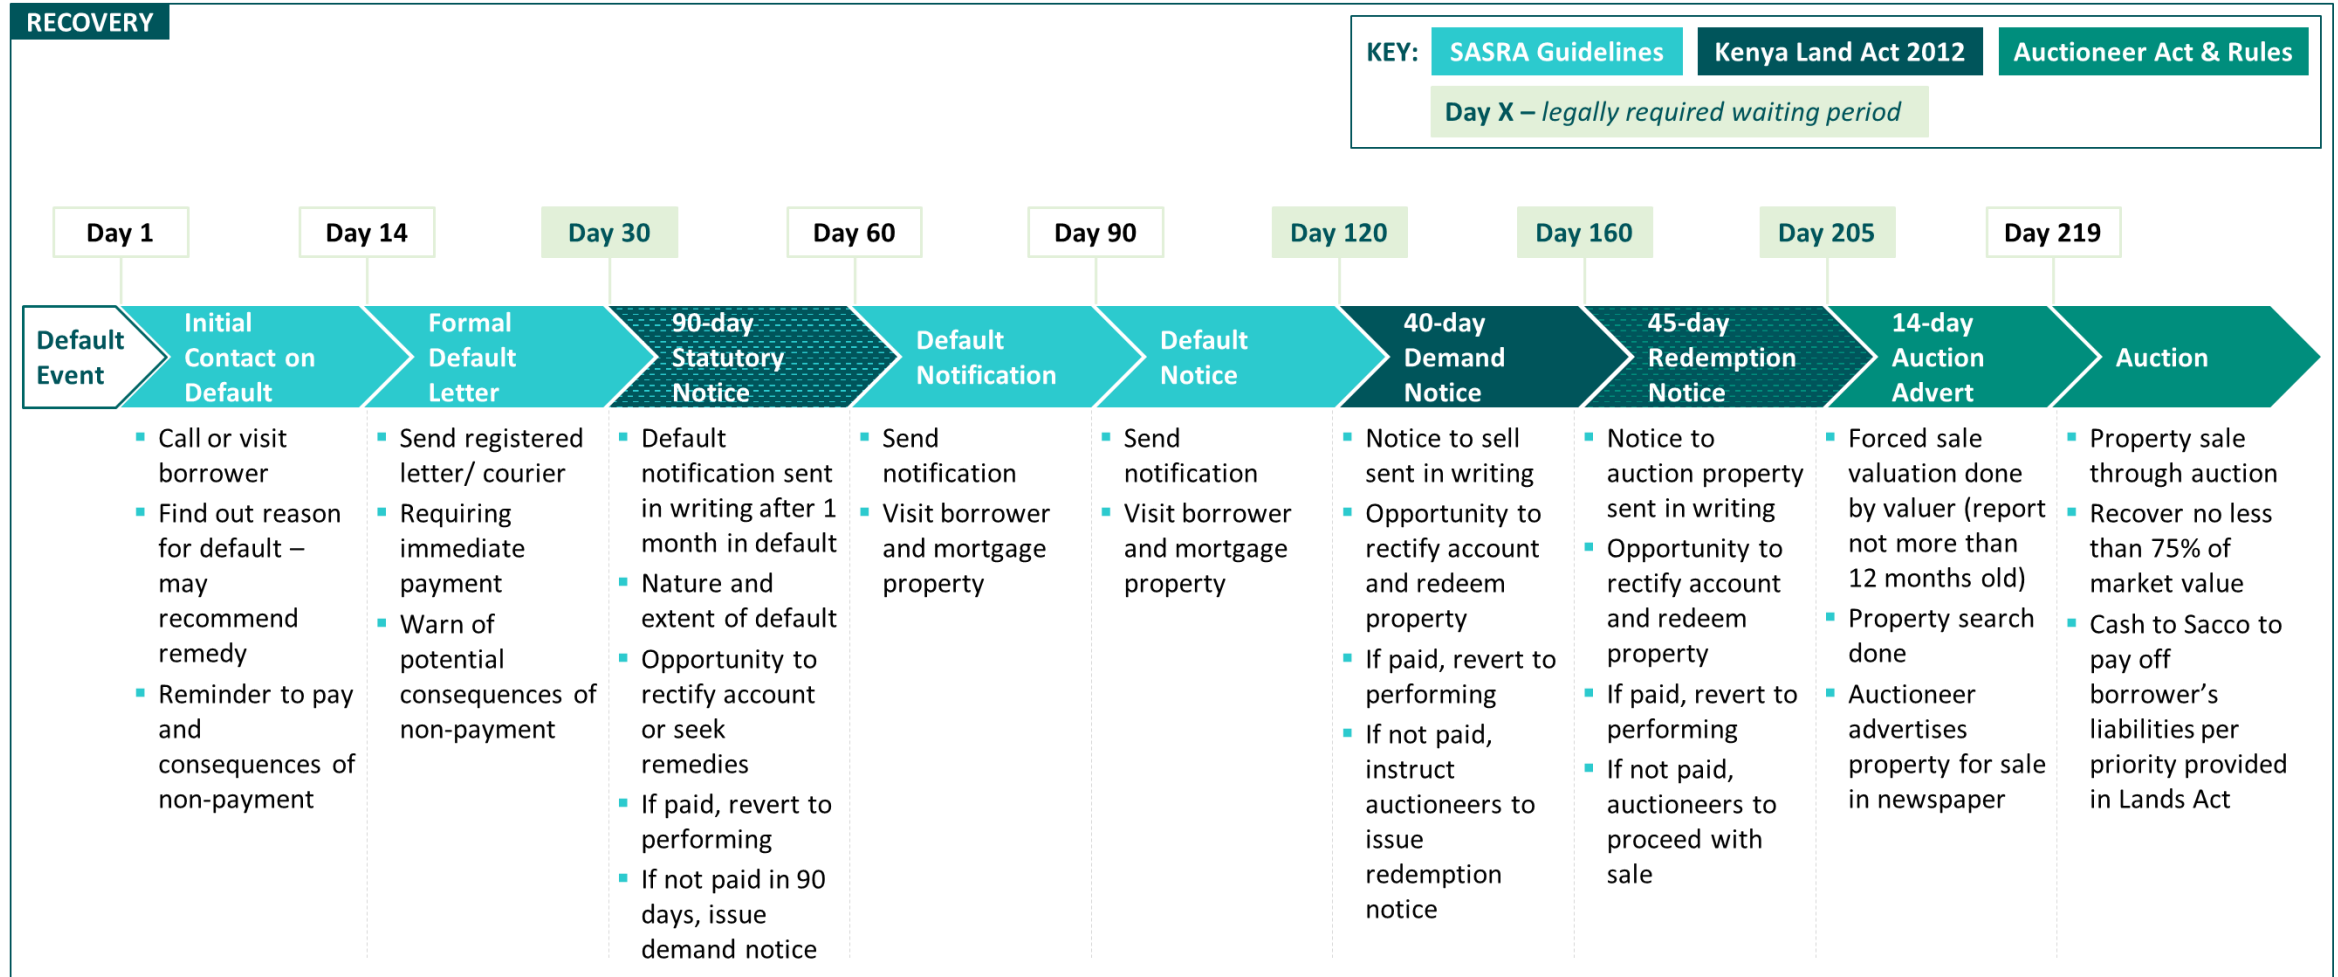 RECOVERY
KEY: SASRA Guidelines Kenya Land Act 2012 Auctioneer Act & Rules
Day X – legally required waiting period
Day 1
Day 14
Day 30
Day 60
Day 90
Day 120
Day 160
Day 205
Day 219
Default
Event
Initial
Contact on
Default
Formal
Default
Letter
90-day
Statutory
Notice
Default
Notification
Default
Notice
40-day
Demand
Notice
45-day
Redemption
Notice
14-day
Auction
Advert
Auction
▪ Call or visit
borrower
▪ Find out reason
for default –
may
recommend
remedy
▪ Reminder to pay
and
consequences of
non-payment
▪ Send registered
letter/ courier
▪ Requiring
immediate
payment
▪ Warn of
potential
consequences of
non-payment
▪ Default
notification sent
in writing after 1
month in default
▪ Nature and
extent of default
▪ Opportunity to
rectify account
or seek
remedies
▪ If paid, revert to
performing
▪ If not paid in 90
days, issue
demand notice
▪ Send
notification
▪ Visit borrower
and mortgage
property
▪ Send
notification
▪ Visit borrower
and mortgage
property
▪ Notice to sell
sent in writing
▪ Opportunity to
rectify account
and redeem
property
▪ If paid, revert to
performing
▪ If not paid,
instruct
auctioneers to
issue
redemption
notice
▪ Notice to
auction property
sent in writing
▪ Opportunity to
rectify account
and redeem
property
▪ If paid, revert to
performing
▪ If not paid,
auctioneers to
proceed with
sale
▪ Forced sale
valuation done
by valuer (report
not more than
12 months old)
▪ Property search
done
▪ Auctioneer
advertises
property for sale
in newspaper
▪ Property sale
through auction
▪ Recover no less
than 75% of
market value
▪ Cash to Sacco to
pay off
borrower’s
liabilities per
priority provided
in Lands Act